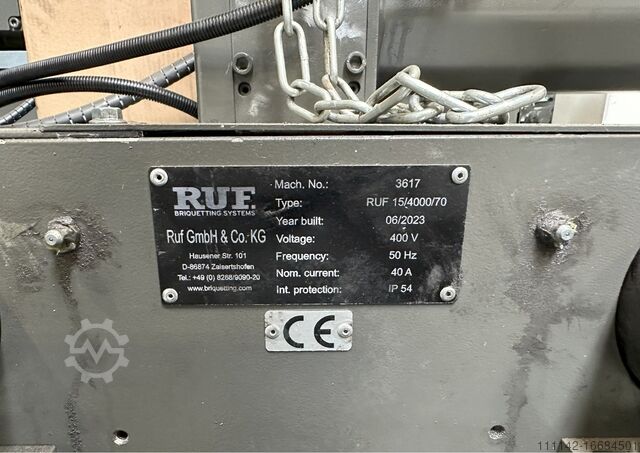 RUF
BRIQUETTING SYSTEMS
Ruf GmbH & Co. KG
Hausener Str. 101
D-86874 Zaisertshofen
Tel.: +49 (0) 8268/9090-20
www.briquetting.com
Mach. No.: 3617
Type: RUF 15/4000/70
Year built: 06/2023
Voltage: 400 V
Frequency: 50 Hz
Nom. current: 40 A
Int. protection: IP 54
CE
111142-16684501